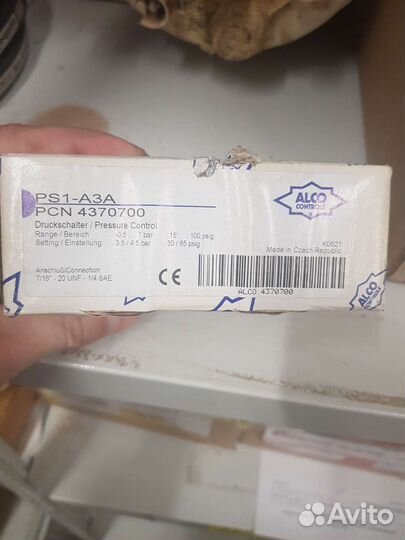 PS1-A3A
PCN 4370700
Druckschalter / Pressure Control
Range / Bereich -0,5 ... 7 bar 15" 100 psig
Setting / Einstellung 3,5 / 4,5 bar 50 / 65 psig
Anschluß/Connection
7/16" - 20 UNF - 1/4 SAE
CE
ALCO
CONTROLS
K0621
Made in Czech Republic
ALCO 4370700
ALCO
CONTROLS
Avito